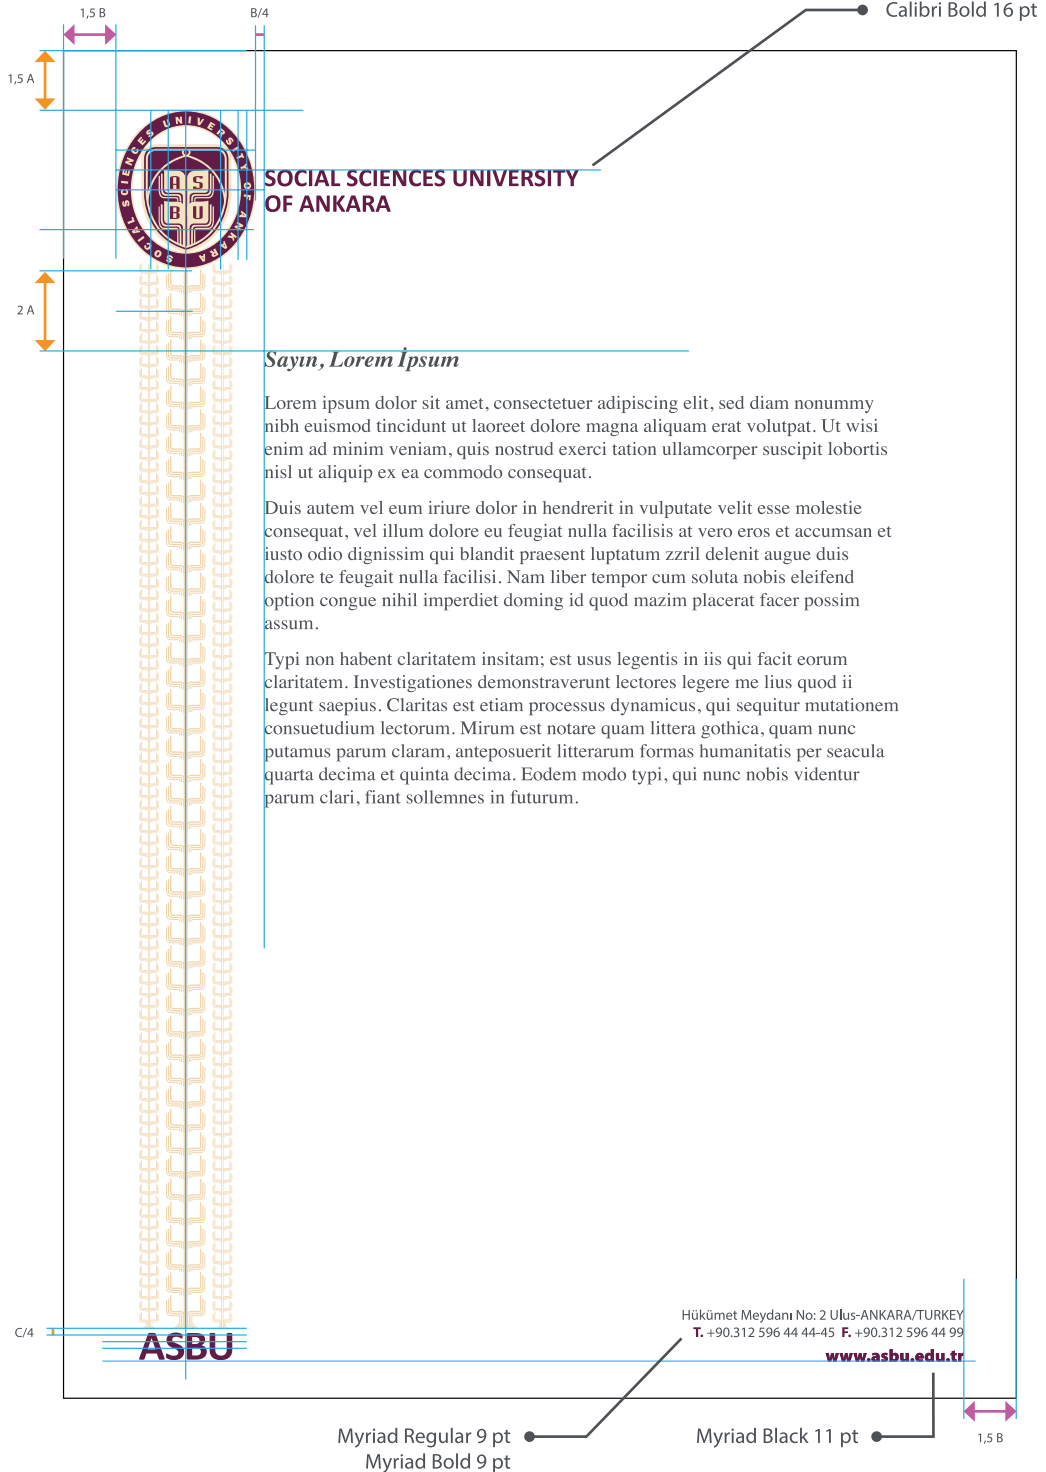 1,5 B
B/4
Calibri Bold 16 pt
1,5 A
SOCIAL SCIENCES UNIVERSITY OF ANKARA
A S
B U
SOCIAL SCIENCES UNIVERSITY
OF ANKARA
2 A
Sayın, Lorem İpsum
Lorem ipsum dolor sit amet, consectetuer adipiscing elit, sed diam nonummy
nibh euismod tincidunt ut laoreet dolore magna aliquam erat volutpat. Ut wisi
enim ad minim veniam, quis nostrud exerci tation ullamcorper suscipit lobortis
nisl ut aliquip ex ea commodo consequat.
Duis autem vel eum iriure dolor in hendrerit in vulputate velit esse molestie
consequat, vel illum dolore eu feugiat nulla facilisis at vero eros et accumsan et
iusto odio dignissim qui blandit praesent luptatum zzril delenit augue duis
dolore te feugait nulla facilisi. Nam liber tempor cum soluta nobis eleifend
option congue nihil imperdiet doming id quod mazim placerat facer possim
assum.
Typi non habent claritatem insitam; est usus legentis in iis qui facit eorum
claritatem. Investigationes demonstraverunt lectores legere me lius quod ii
legunt saepius. Claritas est etiam processus dynamicus, qui sequitur mutationem
consuetudium lectorum. Mirum est notare quam littera gothica, quam nunc
putamus parum claram, anteposuerit litterarum formas humanitatis per seacula
quarta decima et quinta decima. Eodem modo typi, qui nunc nobis videntur
parum clari, fiant sollemnes in futurum.
Hükümet Meydanı No: 2 Ulus-ANKARA/TURKEY
T. +90.312 596 44 44-45 F. +90.312 596 44 99
www.asbu.edu.tr
C/4
ASBU
Myriad Regular 9 pt
Myriad Bold 9 pt
Myriad Black 11 pt
1,5 B